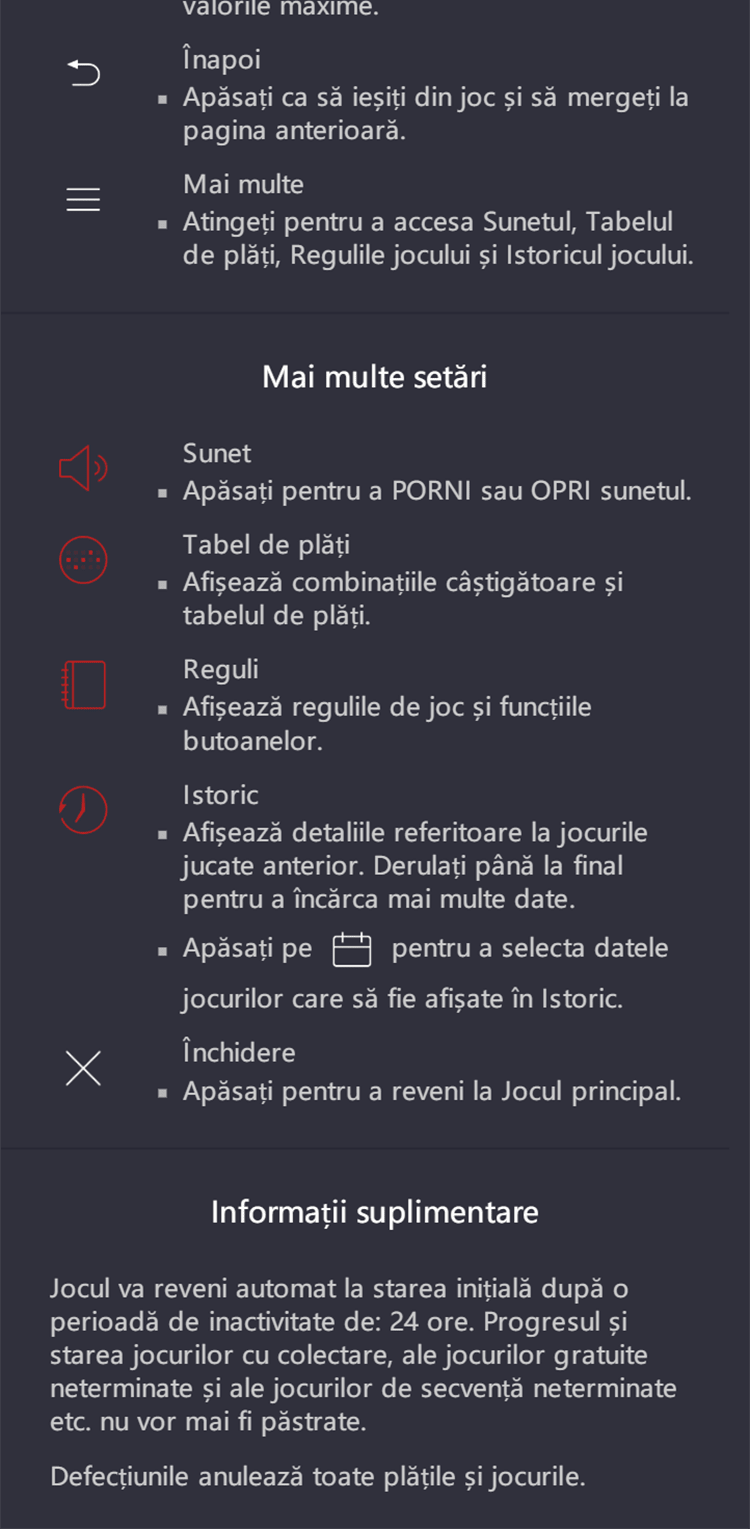 valorile maxime.
Înapoi
▪ Apăsați ca să ieșiți din joc și să mergeți la
pagina anterioară.
Mai multe
▪ Atingeți pentru a accesa Sunetul, Tabelul
de plăți, Regulile jocului și Istoricul jocului.
Mai multe setări
Sunet
▪ Apăsați pentru a PORNI sau OPRI sunetul.
Tabel de plăți
▪ Afișează combinațiile câștigătoare și
tabelul de plăți.
Reguli
▪ Afișează regulile de joc și funcțiile
butoanelor.
Istoric
▪ Afișează detaliile referitoare la jocurile
jucate anterior. Derulați până la final
pentru a încărca mai multe date.
▪ Apăsați pe pentru a selecta datele
jocurilor care să fie afișate în Istoric.
Închidere
▪ Apăsați pentru a reveni la Jocul principal.
Informații suplimentare
Jocul va reveni automat la starea inițială după o
perioadă de inactivitate de: 24 ore. Progresul și
starea jocurilor cu colectare, ale jocurilor gratuite
neterminate și ale jocurilor de secvență neterminate
etc. nu vor mai fi păstrate.
Defecțiunile anulează toate plățile și jocurile.